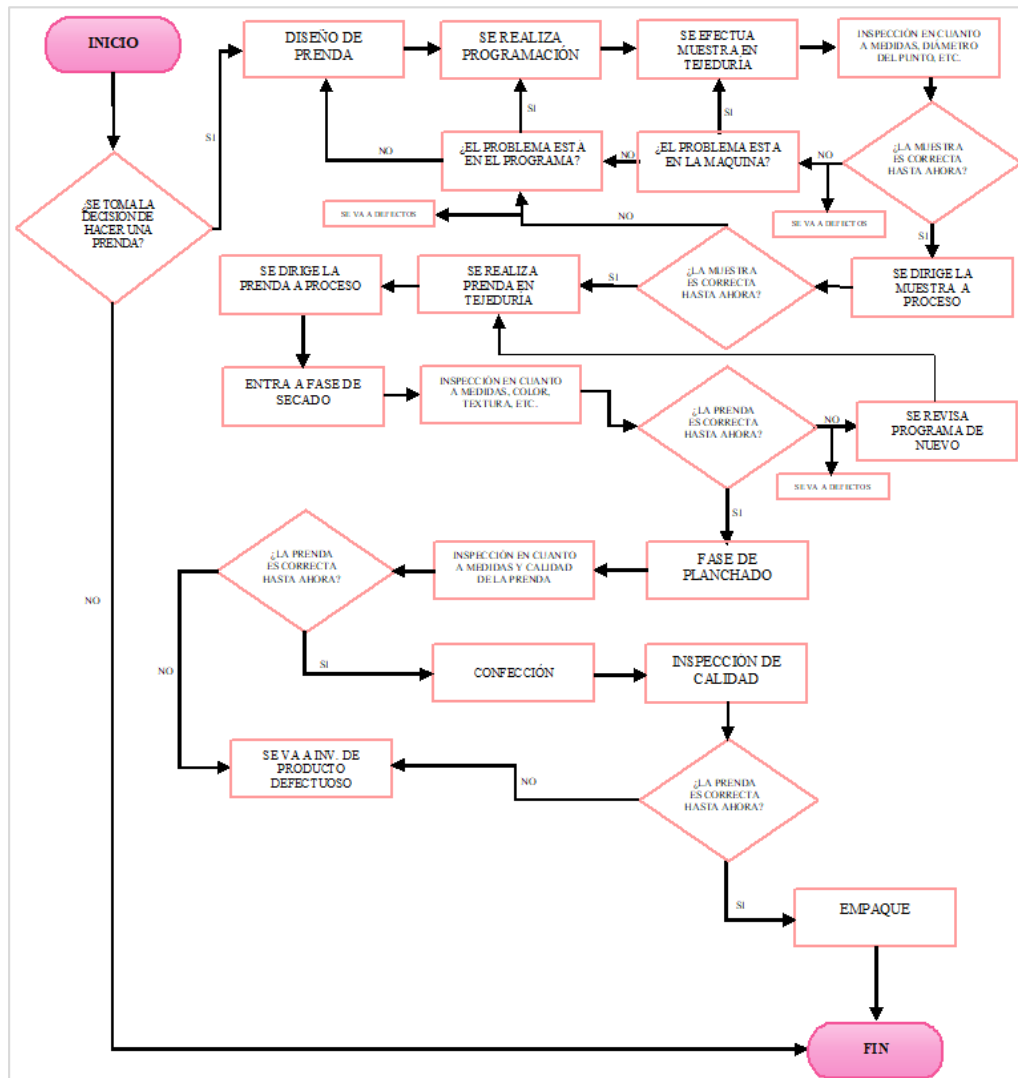 INICIO
DISEÑO DE
PRENDA
SE REALIZA
PROGRAMACIÓN
SE EFECTUA
MUESTRA EN
TEJEDURÍA
INSPECCIÓN EN CUANTO
A MEDIDAS, DIÁMETRO
DEL PUNTO, ETC.
SI
SI
SI
¿SE TOMA LA
DECISIÓN DE
HACER UNA
PRENDA?
NO
¿EL PROBLEMA ESTA
EN EL PROGRAMA?
NO
¿EL PROBLEMA ESTA
EN LA MAQUINA?
NO
¿LA MUESTRA
ES CORRECTA
HASTA AHORA?
SE VA A DEFECTOS
NO
SE VA A DEFECTOS
SI
SE DIRIGE LA
PRENDA A PROCESO
SE REALIZA
PRENDA EN
TEJEDURÍA
SI
¿LA MUESTRA
ES CORRECTA
HASTA AHORA?
SE DIRIGE LA
MUESTRA A
PROCESO
ENTRA A FASE DE
SECADO
INSPECCIÓN EN CUANTO
A MEDIDAS, COLOR,
TEXTURA, ETC.
¿LA PRENDA
ES CORRECTA
HASTA AHORA?
NO
SE REVISA
PROGRAMA DE
NUEVO
SE VA A DEFECTOS
SI
¿LA PRENDA
ES CORRECTA
HASTA AHORA?
INSPECCIÓN EN CUANTO
A MEDIDAS Y CALIDAD
DE LA PRENDA
FASE DE
PLANCHADO
NO
NO
SI
CONFECCIÓN
INSPECCIÓN DE
CALIDAD
SE VA A INV. DE
PRODUCTO
DEFECTUOSO
NO
¿LA PRENDA
ES CORRECTA
HASTA AHORA?
SI
EMPAQUE
FIN